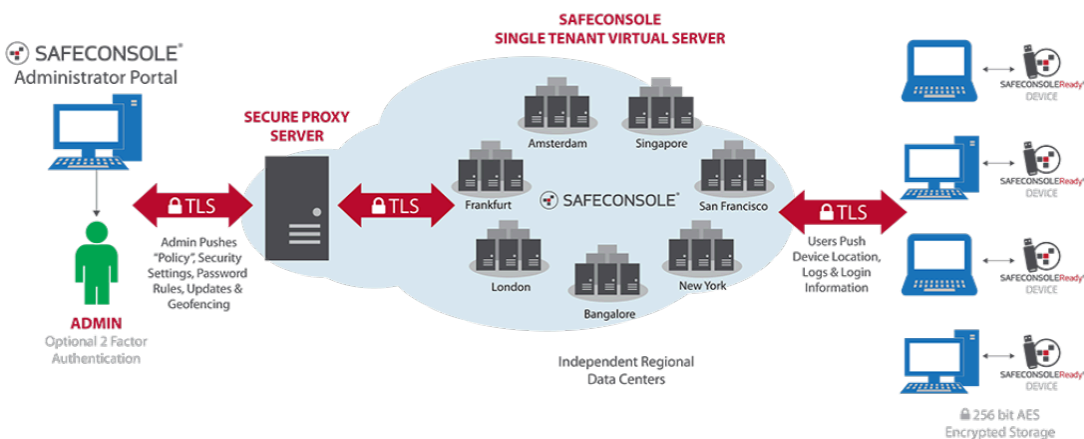 SAFECONSOLE®
Administrator Portal
TLS
Admin Pushes
"Policy", Security
Settings, Password
Rules, Updates &
Geofencing
ADMIN
Optional 2 Factor
Authentication
SECURE PROXY
SERVER
TLS
SAFECONSOLE
SINGLE TENANT VIRTUAL SERVER
Amsterdam
Singapore
Frankfurt
SAFECONSOLE®
San Francisco
London
Bangalore
New York
Independent Regional
Data Centers
TLS
Users Push
Device Location,
Logs & Login
Information
SAFECONSOLEReady®
DEVICE
SAFECONSOLEReady®
DEVICE
SAFECONSOLEReady®
DEVICE
SAFECONSOLEReady®
DEVICE
256 bit AES
Encrypted Storage